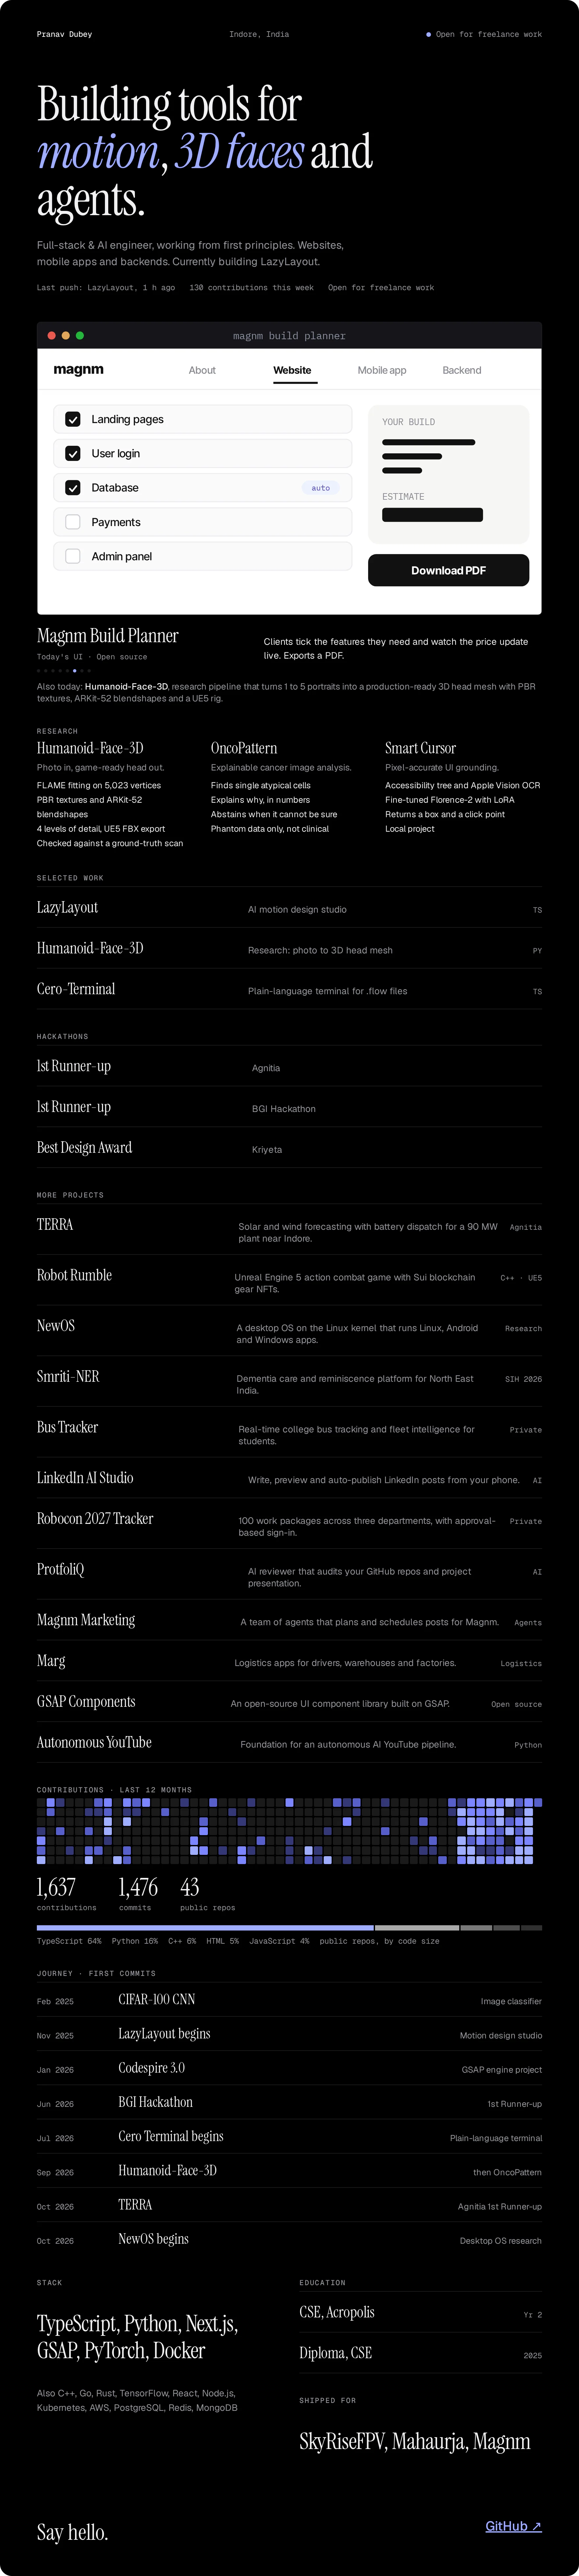 Pranav Dubey
Indore, India
Open for freelance work
Building tools for
motion, 3D faces and
agents.
Full-stack & AI engineer, working from first principles. Websites,
mobile apps and backends. Currently building LazyLayout.
Last push: LazyLayout, 1 h ago 130 contributions this week Open for freelance work
magnm build planner
magnm
About
Website
Mobile app
Backend
Landing pages
User login
Database
auto
Payments
Admin panel
YOUR BUILD
ESTIMATE
Download PDF
Magnm Build Planner
Today's UI · Open source
Clients tick the features they need and watch the price update
live. Exports a PDF.
Also today: Humanoid-Face-3D, research pipeline that turns 1 to 5 portraits into a production-ready 3D head mesh with PBR
textures, ARKit-52 blendshapes and a UE5 rig.
RESEARCH
Humanoid-Face-3D
Photo in, game-ready head out.
FLAME fitting on 5,023 vertices
PBR textures and ARKit-52
blendshapes
4 levels of detail, UE5 FBX export
Checked against a ground-truth scan
OncoPattern
Explainable cancer image analysis.
Finds single atypical cells
Explains why, in numbers
Abstains when it cannot be sure
Phantom data only, not clinical
Smart Cursor
Pixel-accurate UI grounding.
Accessibility tree and Apple Vision OCR
Fine-tuned Florence-2 with LoRA
Returns a box and a click point
Local project
SELECTED WORK
LazyLayout
AI motion design studio
TS
Humanoid-Face-3D
Research: photo to 3D head mesh
PY
Cero-Terminal
Plain-language terminal for .flow files
TS
HACKATHONS
1st Runner-up
Agnitia
1st Runner-up
BGI Hackathon
Best Design Award
Kriyeta
MORE PROJECTS
TERRA
Solar and wind forecasting with battery dispatch for a 90 MW
plant near Indore.
Agnitia
Robot Rumble
Unreal Engine 5 action combat game with Sui blockchain
gear NFTs.
C++ · UE5
NewOS
A desktop OS on the Linux kernel that runs Linux, Android
and Windows apps.
Research
Smriti-NER
Dementia care and reminiscence platform for North East
India.
SIH 2026
Bus Tracker
Real-time college bus tracking and fleet intelligence for
students.
Private
LinkedIn AI Studio
Write, preview and auto-publish LinkedIn posts from your phone.
AI
Robocon 2027 Tracker
100 work packages across three departments, with approval-
based sign-in.
Private
ProtfoliQ
AI reviewer that audits your GitHub repos and project
presentation.
AI
Magnm Marketing
A team of agents that plans and schedules posts for Magnm.
Agents
Marg
Logistics apps for drivers, warehouses and factories.
Logistics
GSAP Components
An open-source UI component library built on GSAP.
Open source
Autonomous YouTube
Foundation for an autonomous AI YouTube pipeline.
Python
CONTRIBUTIONS · LAST 12 MONTHS
1,637
contributions
1,476
commits
43
public repos
TypeScript 64% Python 16% C++ 6% HTML 5% JavaScript 4% public repos, by code size
JOURNEY · FIRST COMMITS
Feb 2025
CIFAR-100 CNN
Image classifier
Nov 2025
LazyLayout begins
Motion design studio
Jan 2026
Codespire 3.0
GSAP engine project
Jun 2026
BGI Hackathon
1st Runner-up
Jul 2026
Cero Terminal begins
Plain-language terminal
Sep 2026
Humanoid-Face-3D
then OncoPattern
Oct 2026
TERRA
Agnitia 1st Runner-up
Oct 2026
NewOS begins
Desktop OS research
STACK
TypeScript, Python, Next.js,
GSAP, PyTorch, Docker
Also C++, Go, Rust, TensorFlow, React, Node.js,
Kubernetes, AWS, PostgreSQL, Redis, MongoDB
EDUCATION
CSE, Acropolis
Yr 2
Diploma, CSE
2025
SHIPPED FOR
SkyRiseFPV, Mahaurja, Magnm
Say hello.
GitHub ↗